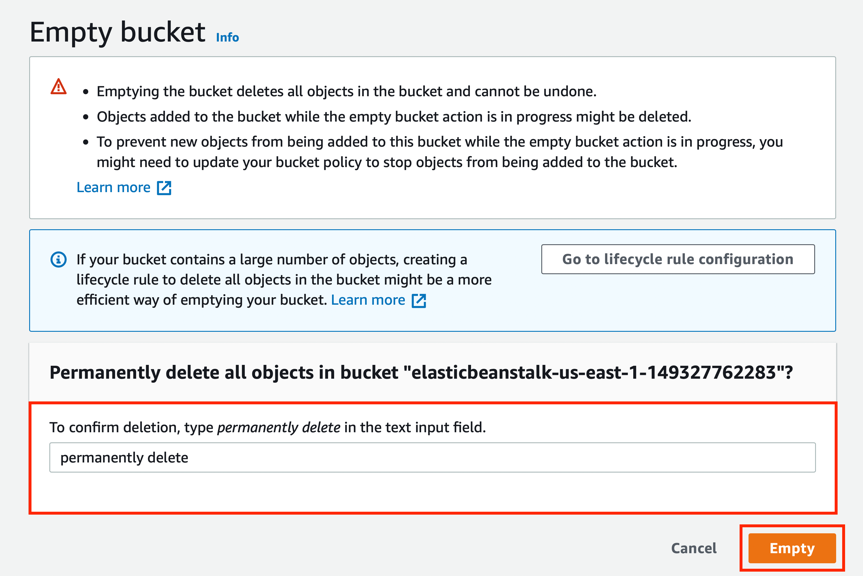 Empty bucket Info
• Emptying the bucket deletes all objects in the bucket and cannot be undone.
• Objects added to the bucket while the empty bucket action is in progress might be deleted.
• To prevent new objects from being added to this bucket while the empty bucket action is in progress, you
might need to update your bucket policy to stop objects from being added to the bucket.
Learn more
If your bucket contains a large number of objects, creating a
lifecycle rule to delete all objects in the bucket might be a more
efficient way of emptying your bucket. Learn more
Go to lifecycle rule configuration
Permanently delete all objects in bucket "elasticbeanstalk-us-east-1-149327762283"?
To confirm deletion, type permanently delete in the text input field.
permanently delete
Cancel Empty